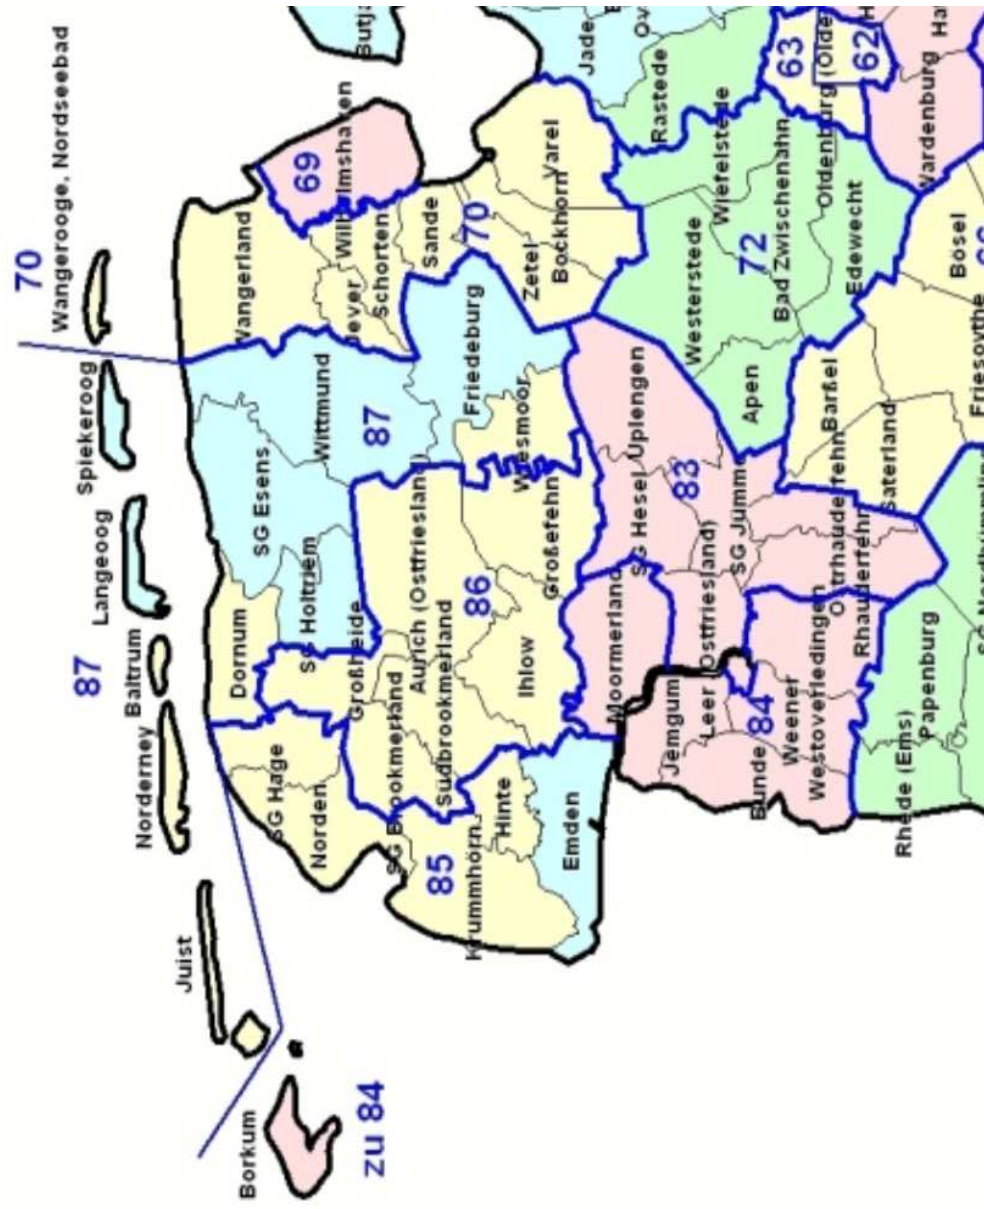 70
Wangerooge, Nordseebad
Spiekeroog
87
Langeoog
Baltrum
Norderney
Juist
Borkum
Dornum
Wangerland
SG Esens
SG Hage
69
SG Holtriem
Norden
Wittmund
Wilhelmshaven
Jever
Großheide
zu 84
87
Schortens
Butj
SG Brookmerland
Aurich (Ostfriesland)
Sande
85
Südbrookmerland
Krummhörn
86
Friedeburg
70
Hinte
Ihlow
Wiesmoor
Zetel
Großefehn
Bockhorn
Varel
Emden
Jade
Moormerland
SG Hesel
Uplengen
Ov
Rastede
Jemgum
83
Westerstede
Leer (Ostfriesland)
Wiefelstede
SG Jümme
Apen
72
Bunde
84
Bad Zwischenahn
Weener
63
Westoverledingen
Barßel
Oldenburg (Olde
Ostrhauderfehn
Edewecht
62
Rhauderfehn
Saterland
Rhede (Ems)
Papenburg
Wardenburg
Ha
Bösel
Friesoythe